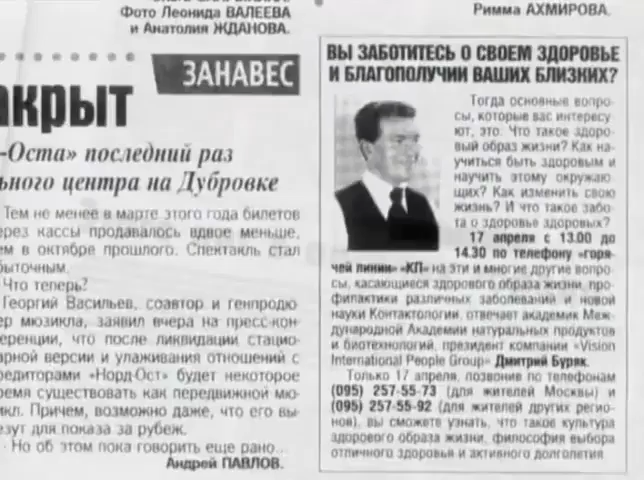 Фото Леонида ВАЛЕЕВА
и Анатолия ЖДАНОВА.
Римма АХМИРОВА.
ЗАНАВЕС
акрыт
-Оста» последний раз
ьного центра на Дубровке
Тем не менее в марте этого года билетов
ерез кассы продавалось вдвое меньше,
ем в октябре прошлого. Спектакль стал
быточным.
Что теперь?
Георгий Васильев, соавтор и генпродю
ер мюзикла, заявил вчера на пресс-кон
еренции, что после ликвидации стацио
арной версии и улаживания отношений с
редиторами «Норд-Ост» будет некоторое
ремя существовать как передвижной мю
икл. Причем, возможно даже, что его вы
езут для показа за рубеж.
Но об этом пока говорить еще рано...
Андрей ПАВЛОВ.
ВЫ ЗАБОТИТЕСЬ О СВОЕМ ЗДОРОВЬЕ
И БЛАГОПОЛУЧИИ ВАШИХ БЛИЗКИХ?
Тогда основные вопро-
сы, которые вас интересу-
ют, это: Что такое здоро-
вый образ жизни? Как на-
учиться быть здоровым и
научить этому окружаю-
щих? Как изменить свою
жизнь? И что такое забо-
та о здоровье здоровых?
17 апреля с 13.00 до
14.30 по телефону «горя-
чей линии» «КП» на эти и многие другие вопро-
сы, касающиеся здорового образа жизни, про-
филактики различных заболеваний и новой
науки Контактологии, отвечает академик Меж-
дународной Академии натуральных продуктов
и биотехнологий, президент компании «Vision
International People Group» Дмитрий Буряк.
Только 17 апреля, позвонив по телефонам
(095) 257-55-73 (для жителей Москвы) и
(095) 257-55-92 (для жителей других регио-
нов), вы сможете узнать, что такое культура
здорового образа жизни, философия выбора
отличного здоровья и активного долголетия